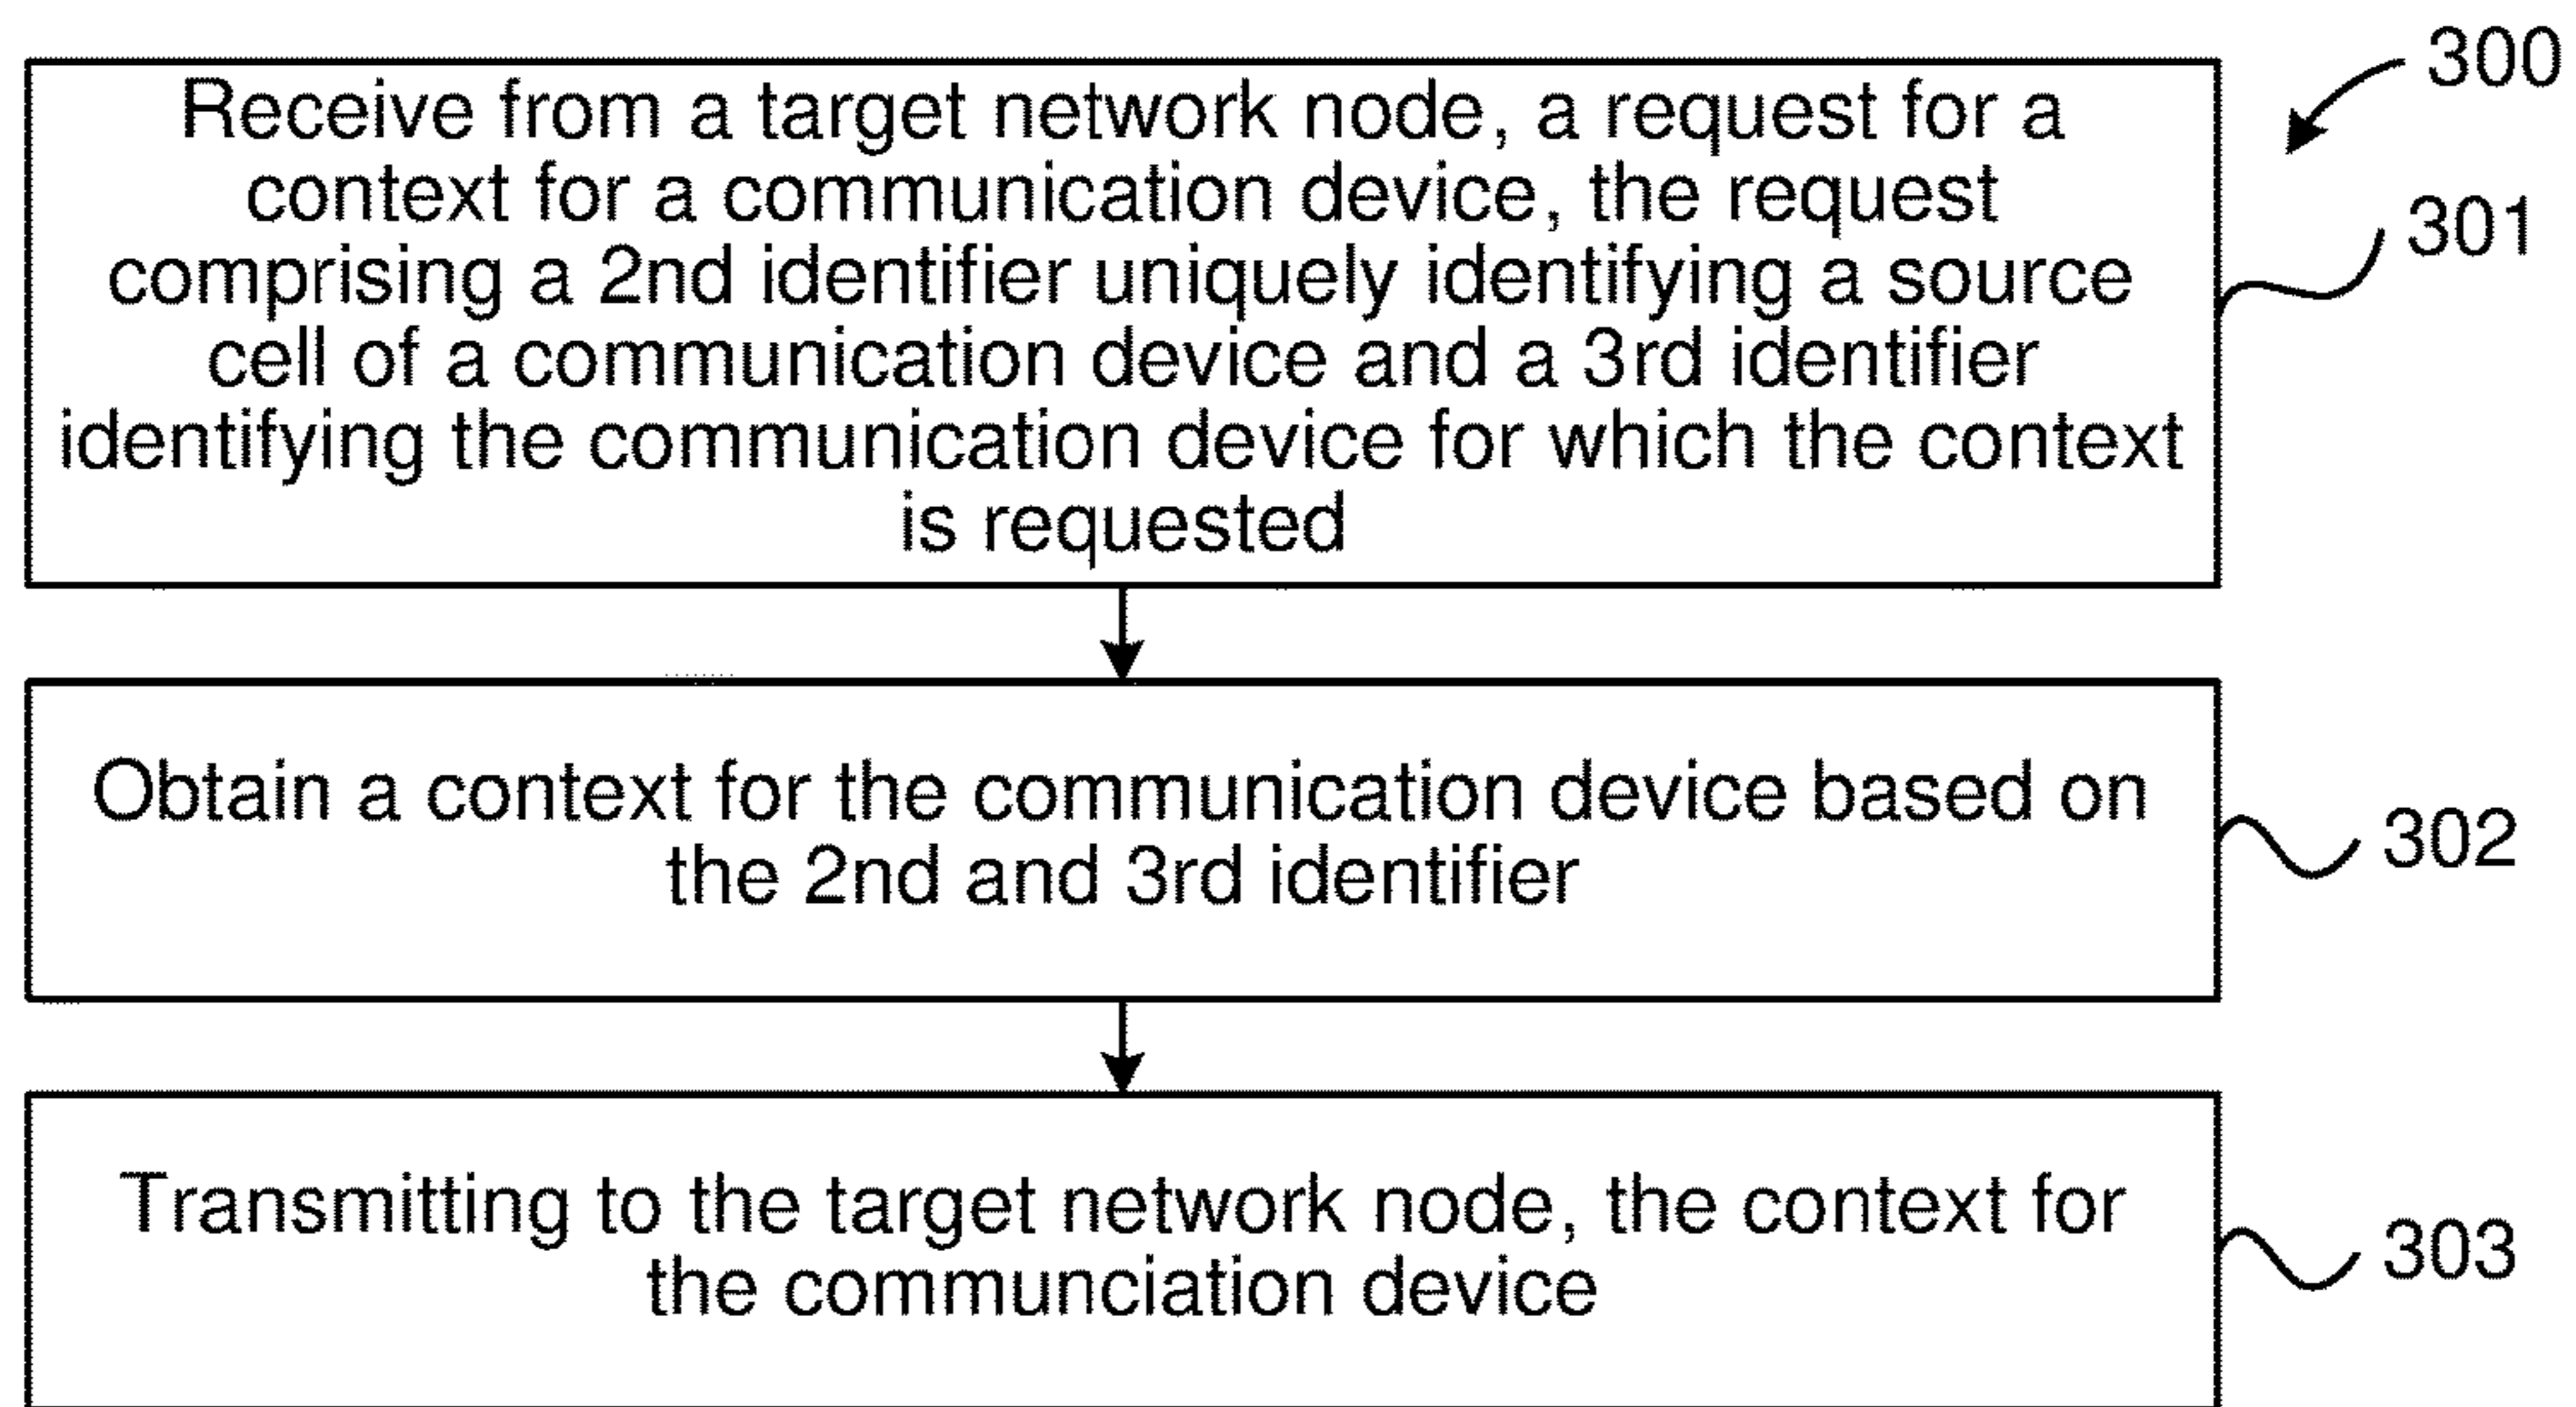 300
Receive from a target network node, a request for a
context for a communication device, the request
comprising a 2nd identifier uniquely identifying a source
cell of a communication device and a 3rd identifier
identifying the communication device for which the context
is requested
301
Obtain a context for the communication device based on
the 2nd and 3rd identifier
302
Transmitting to the target network node, the context for
the communciation device
303